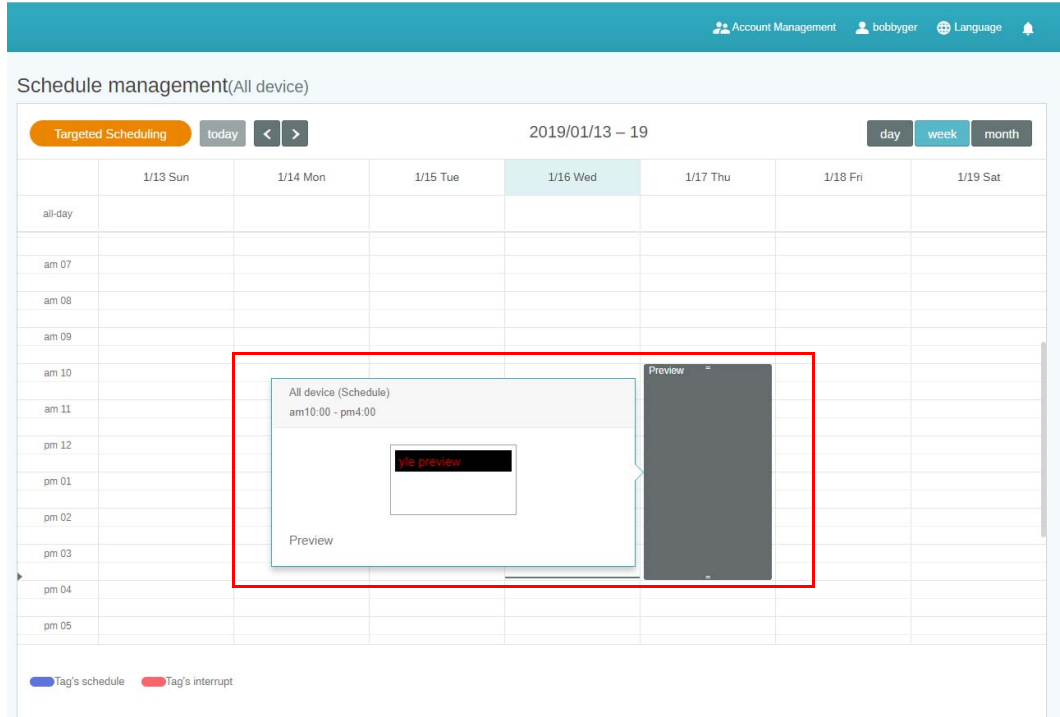 Account Management bobbyger Language
Schedule management(All device)
Targeted Scheduling today < > 2019/01/13 – 19 day week month
1/13 Sun 1/14 Mon 1/15 Tue 1/16 Wed 1/17 Thu 1/18 Fri 1/19 Sat
all-day
am 07
am 08
am 09
am 10
Preview
All device (Schedule)
am10:00 - pm4:00
am 11
pm 12
yle preview
pm 01
pm 02
Preview
pm 03
pm 04
pm 05
Tag's schedule Tag's interrupt